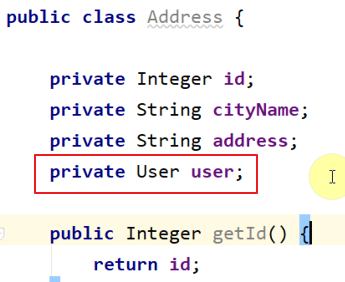 public class Address {
private Integer id;
private String cityName;
private String address;
private User user;
public Integer getId() {
return id;